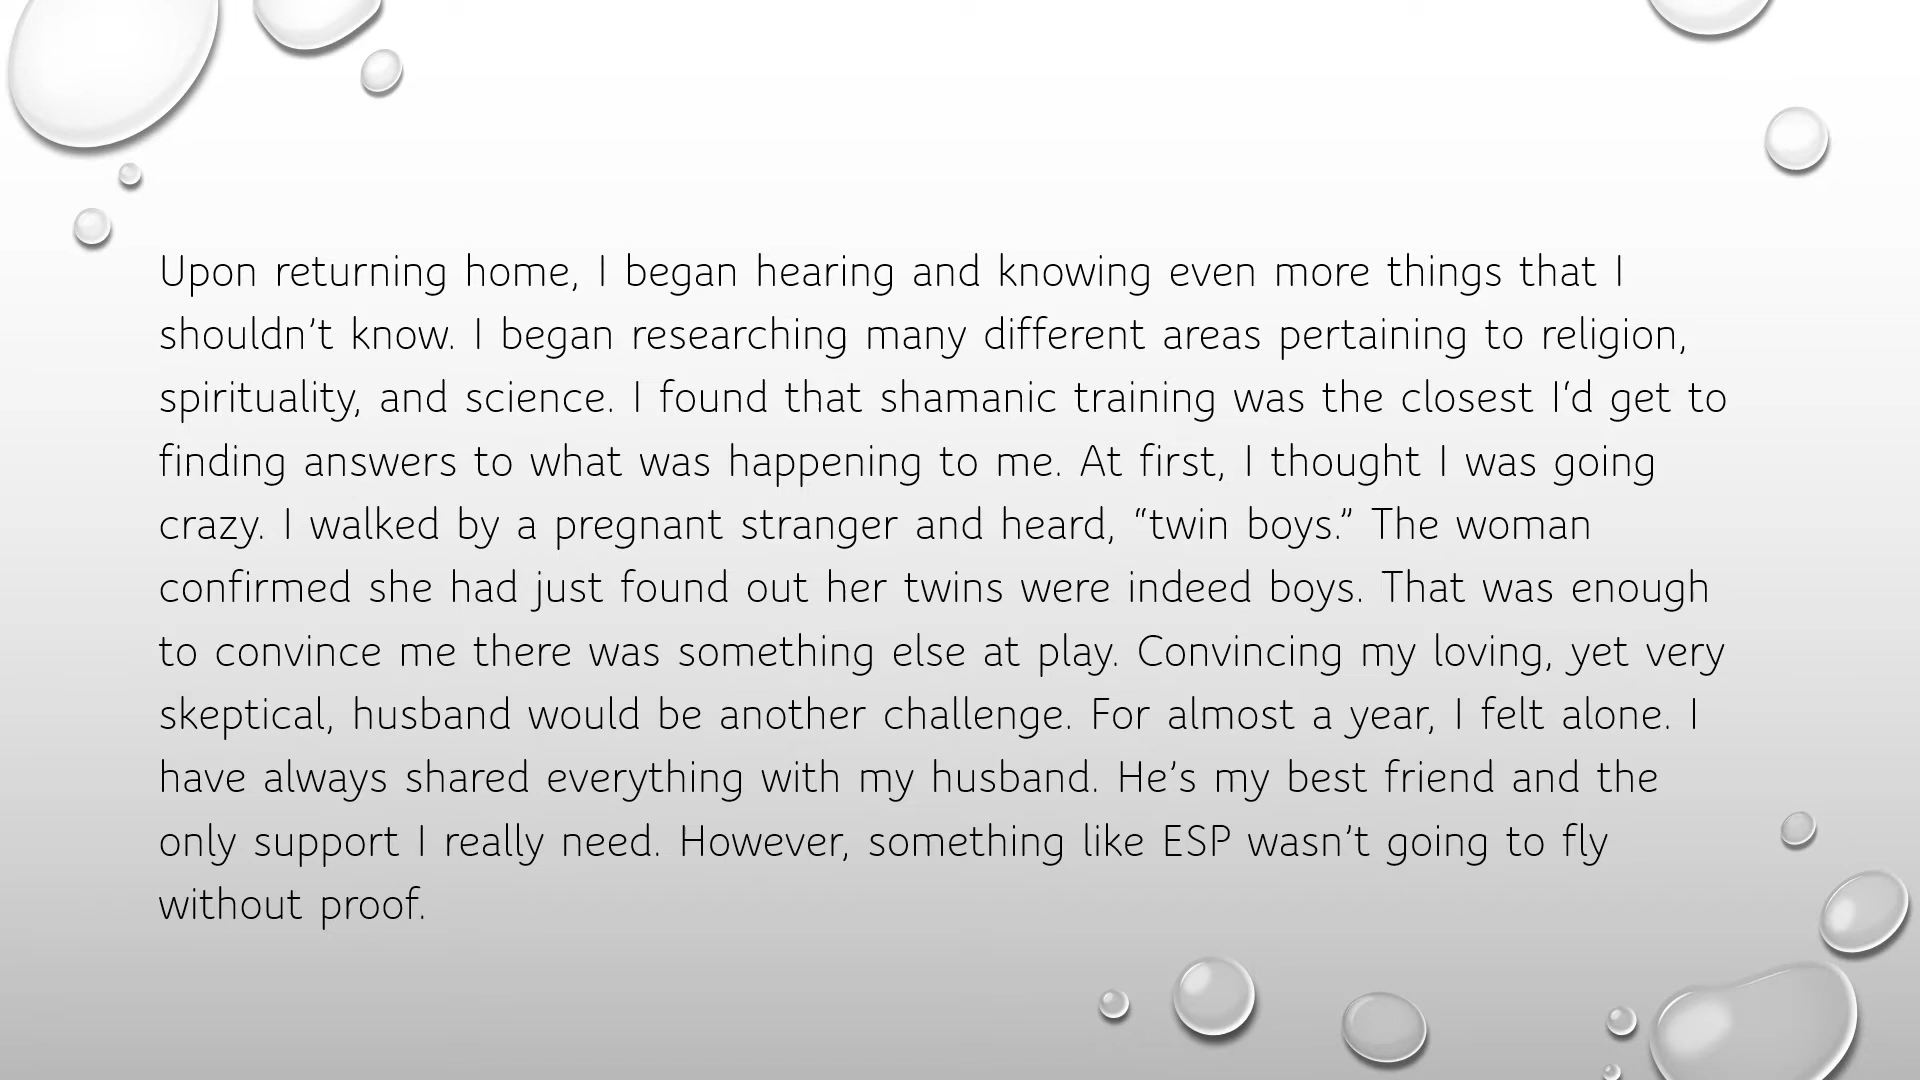 Upon returning home, I began hearing and knowing even more things that I
shouldn’t know. I began researching many different areas pertaining to religion,
spirituality, and science. I found that shamanic training was the closest I‘d get to
finding answers to what was happening to me. At first, I thought I was going
crazy. I walked by a pregnant stranger and heard, “twin boys.” The woman
confirmed she had just found out her twins were indeed boys. That was enough
to convince me there was something else at play. Convincing my loving, yet very
skeptical, husband would be another challenge. For almost a year, I felt alone. I
have always shared everything with my husband. He’s my best friend and the
only support I really need. However, something like ESP wasn’t going to fly
without proof.